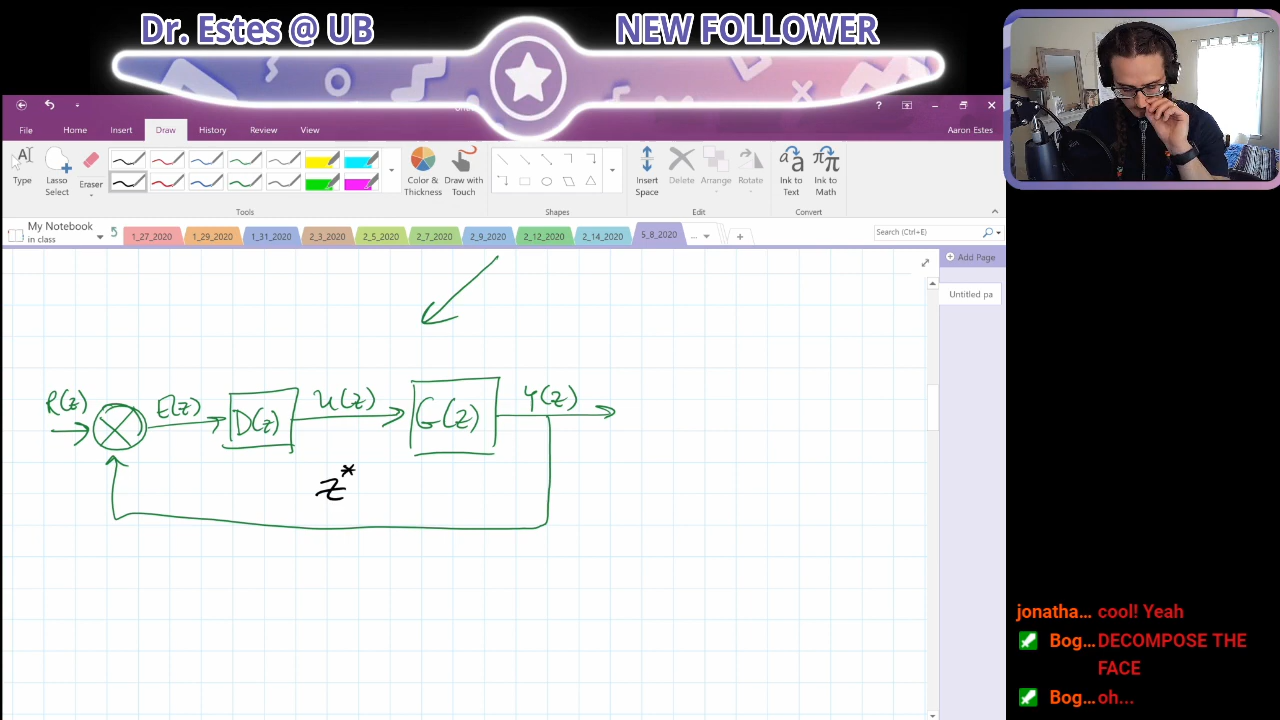 Dr. Estes @ UB
NEW FOLLOWER
Aaron Estes
File Home Insert Draw History Review View
Type
Lasso Select
Eraser
Color & Thickness
Draw with Touch
Insert Space
Delete
Arrange
Rotate
Ink to Text
Ink to Math
Tools
Shapes
Edit
Convert
My Notebook
in class
1_27_2020 1_29_2020 1_31_2020 2_3_2020 2_5_2020 2_7_2020 2_9_2020 2_12_2020 2_14_2020 5_8_2020 ...
Search (Ctrl+E)
Add Page
Untitled pa
R(z) E(z) D(z) U(z) G(z) Y(z)
z*
jonatha... cool! Yeah
Bog... DECOMPOSE THE
FACE
Bog... oh...